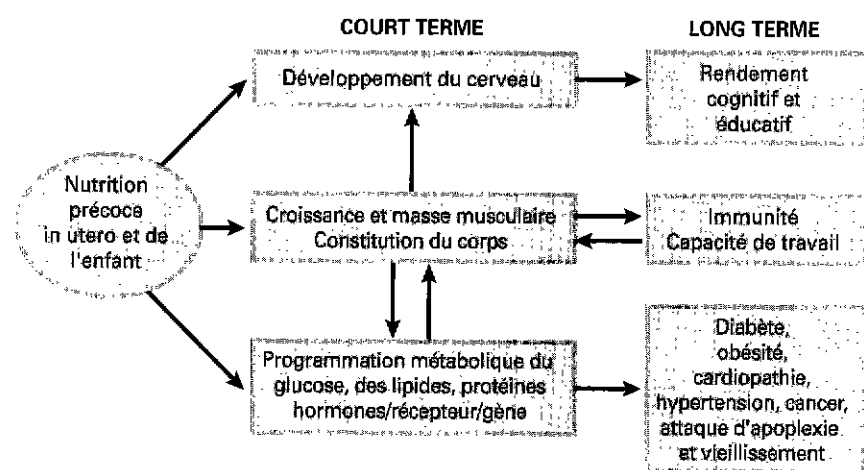 COURT TERME
LONG TERME
Développement du cerveau
Rendement
cognitif et
éducatif
Nutrition
précoce
in utero et de
l'enfant
Croissance et masse musculaire
Constitution du corps
Immunité
Capacité de travail
Programmation métabolique du
glucose, des lipides, protéines
hormones/récepteur/gène
Diabète,
obésité,
cardiopathie,
hypertension, cancer,
attaque d'apoplexie
et vieillissement